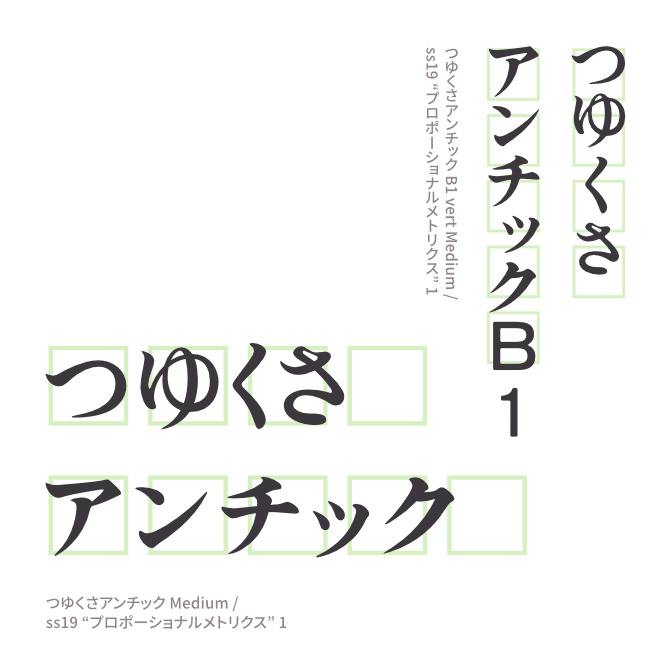 つゆくさ
アンチックB1
つゆくさアンチック B1 vert Medium /
ss19 “プロポーショナルメトリクス” 1
つゆくさ
アンチック
つゆくさアンチック Medium /
ss19 “プロポーショナルメトリクス” 1